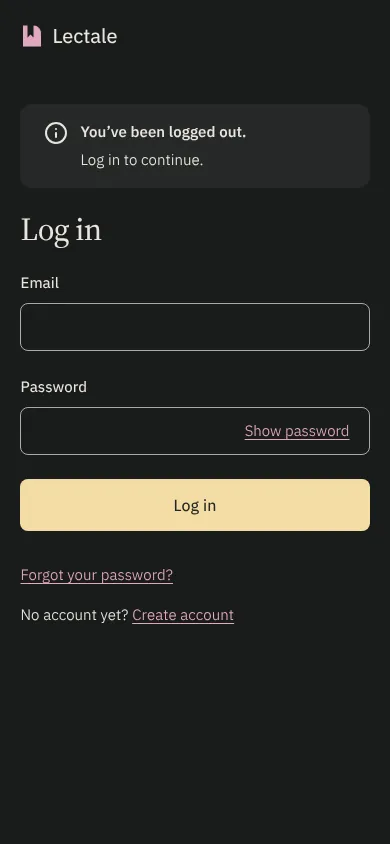 Lectale
You’ve been logged out.
Log in to continue.
Log in
Email
Password
Show password
Log in
Forgot your password?
No account yet? Create account